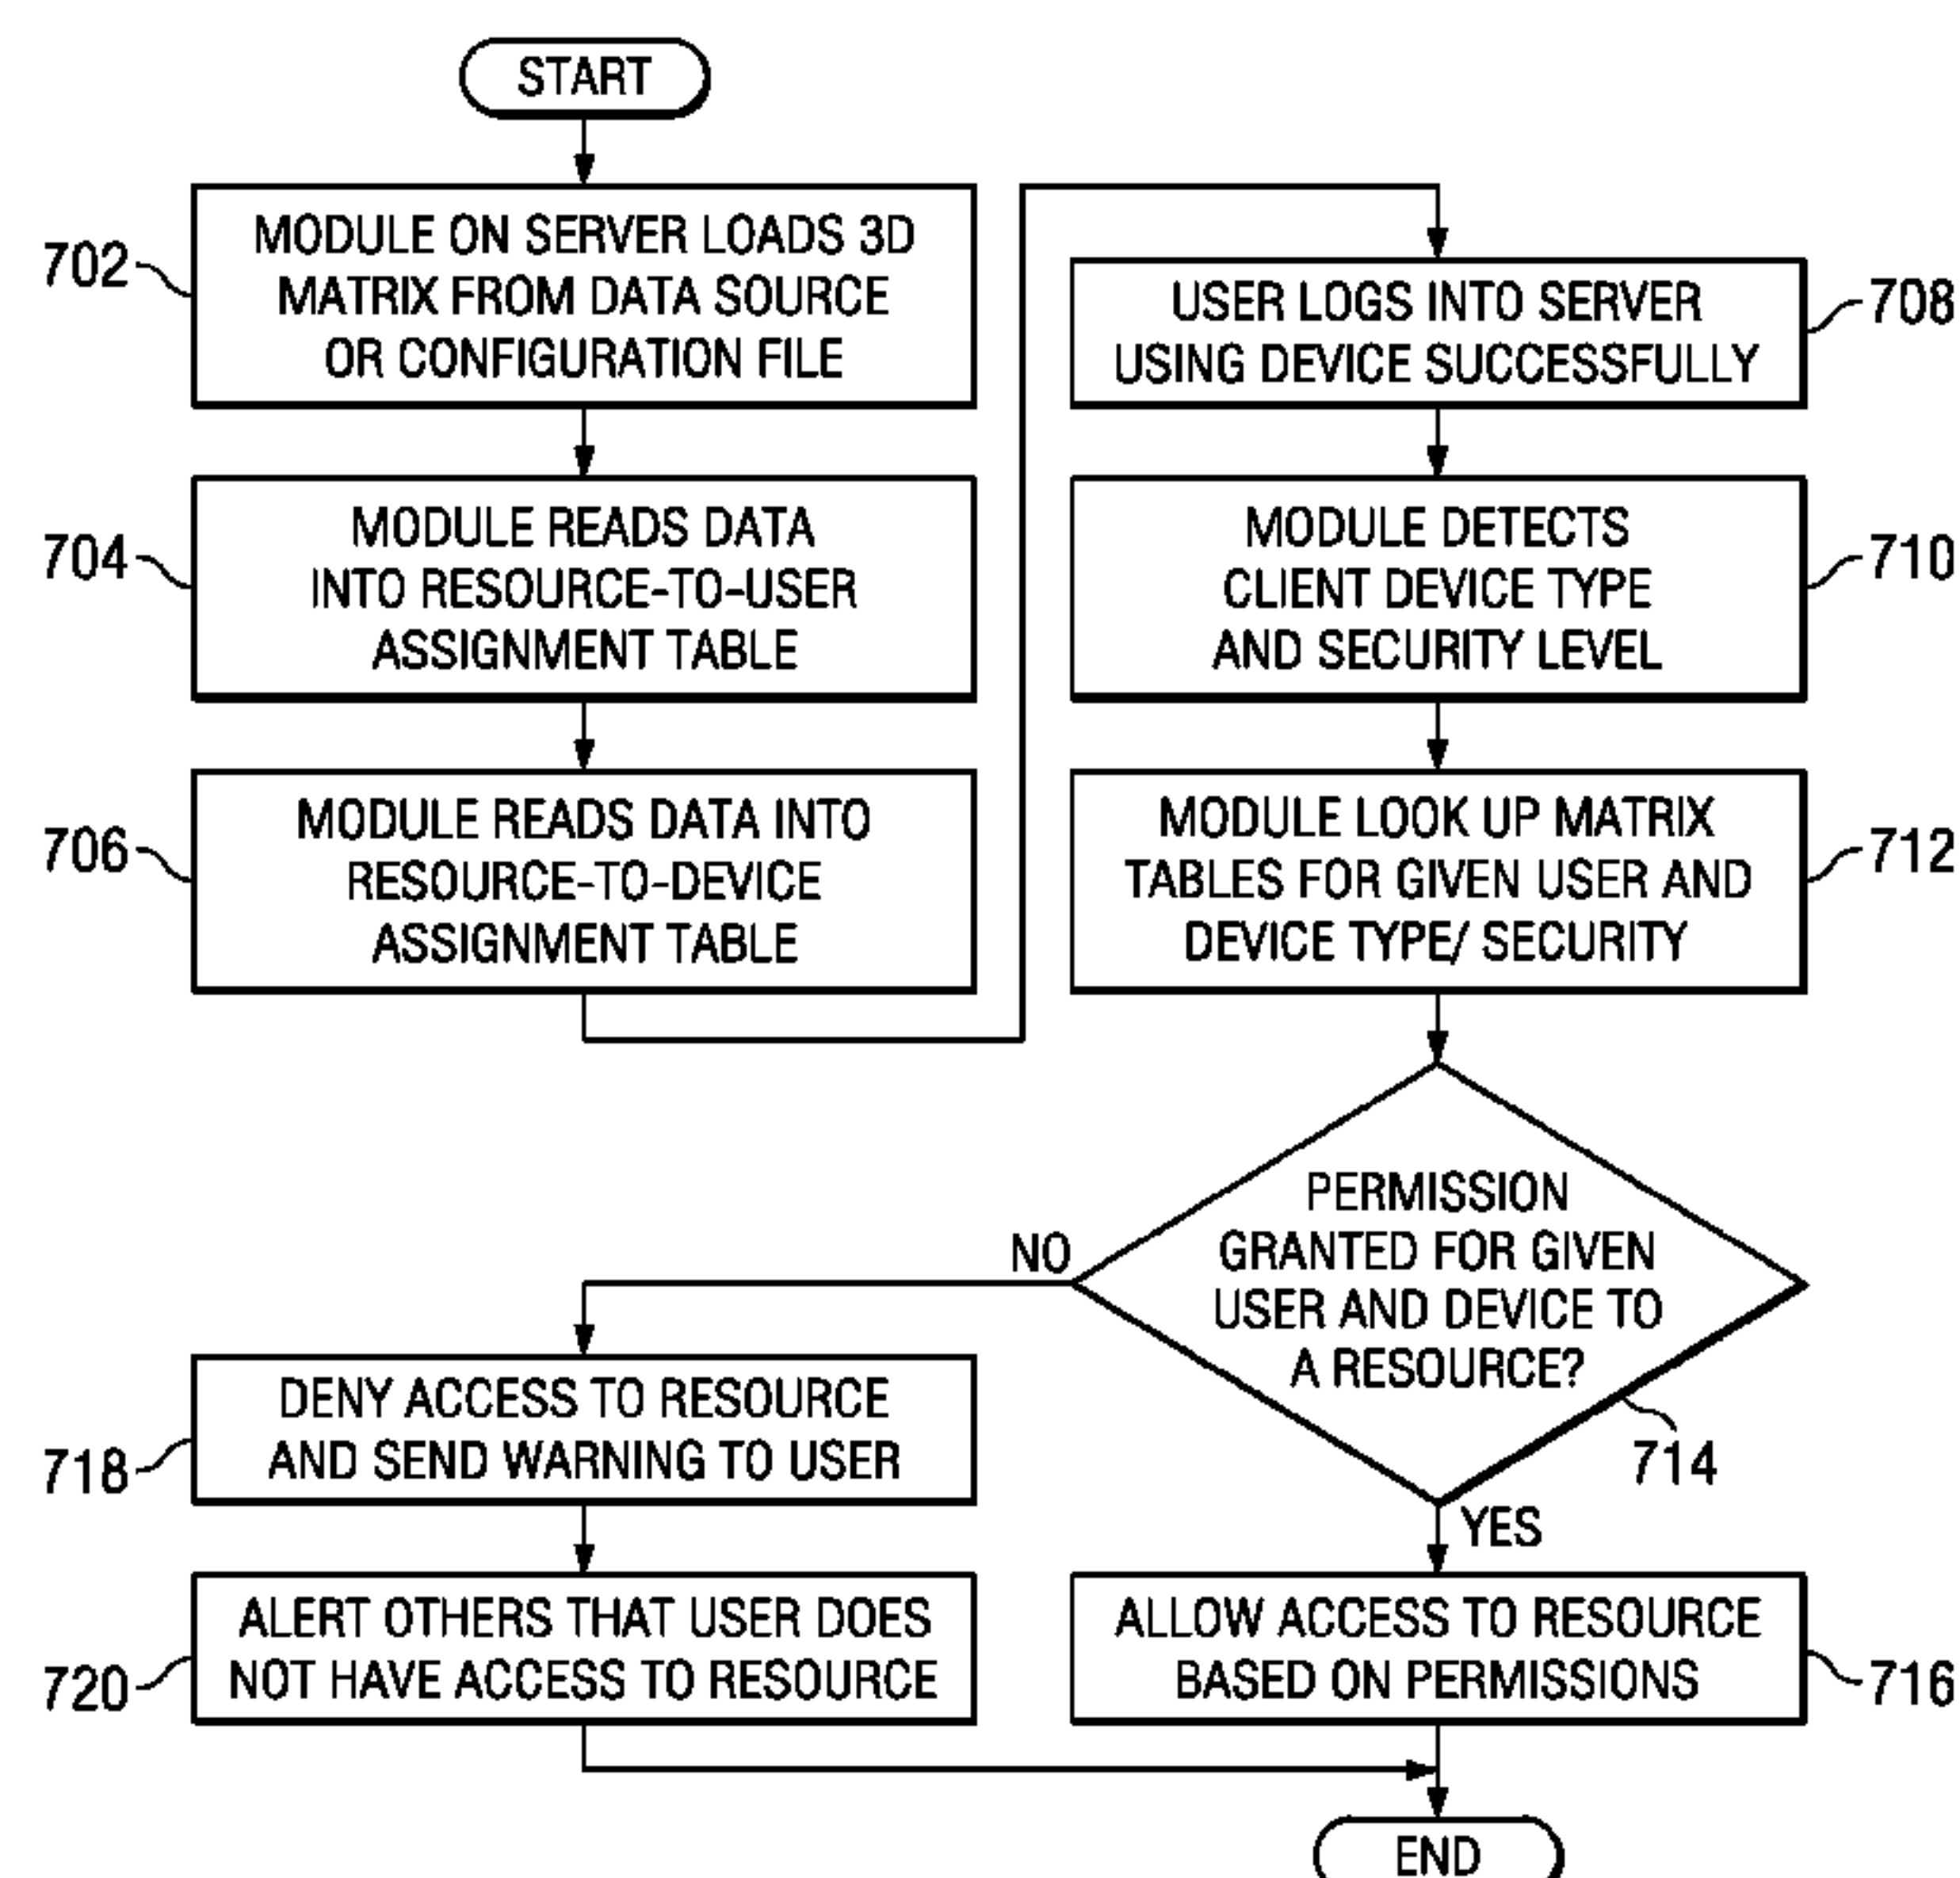 START
702
MODULE ON SERVER LOADS 3D
MATRIX FROM DATA SOURCE
OR CONFIGURATION FILE
704
MODULE READS DATA
INTO RESOURCE-TO-USER
ASSIGNMENT TABLE
706
MODULE READS DATA INTO
RESOURCE-TO-DEVICE
ASSIGNMENT TABLE
USER LOGS INTO SERVER
USING DEVICE SUCCESSFULLY
708
MODULE DETECTS
CLIENT DEVICE TYPE
AND SECURITY LEVEL
710
MODULE LOOK UP MATRIX
TABLES FOR GIVEN USER AND
DEVICE TYPE/ SECURITY
712
PERMISSION
GRANTED FOR GIVEN
USER AND DEVICE TO
A RESOURCE?
714
NO
DENY ACCESS TO RESOURCE
AND SEND WARNING TO USER
718
ALERT OTHERS THAT USER DOES
NOT HAVE ACCESS TO RESOURCE
720
YES
ALLOW ACCESS TO RESOURCE
BASED ON PERMISSIONS
716
END